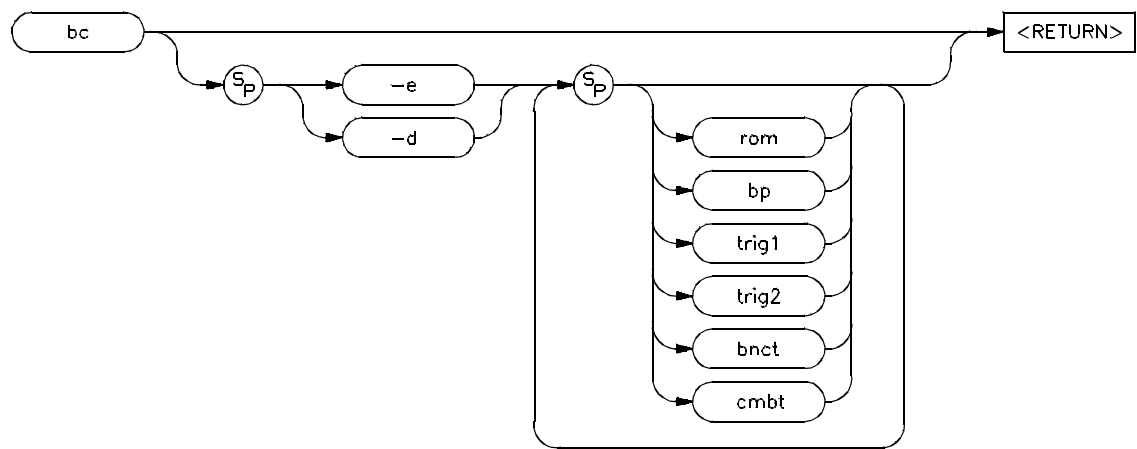 bc
<RETURN>
SP
-e
SP
-d
rom
bp
trig1
trig2
bnct
cmbt